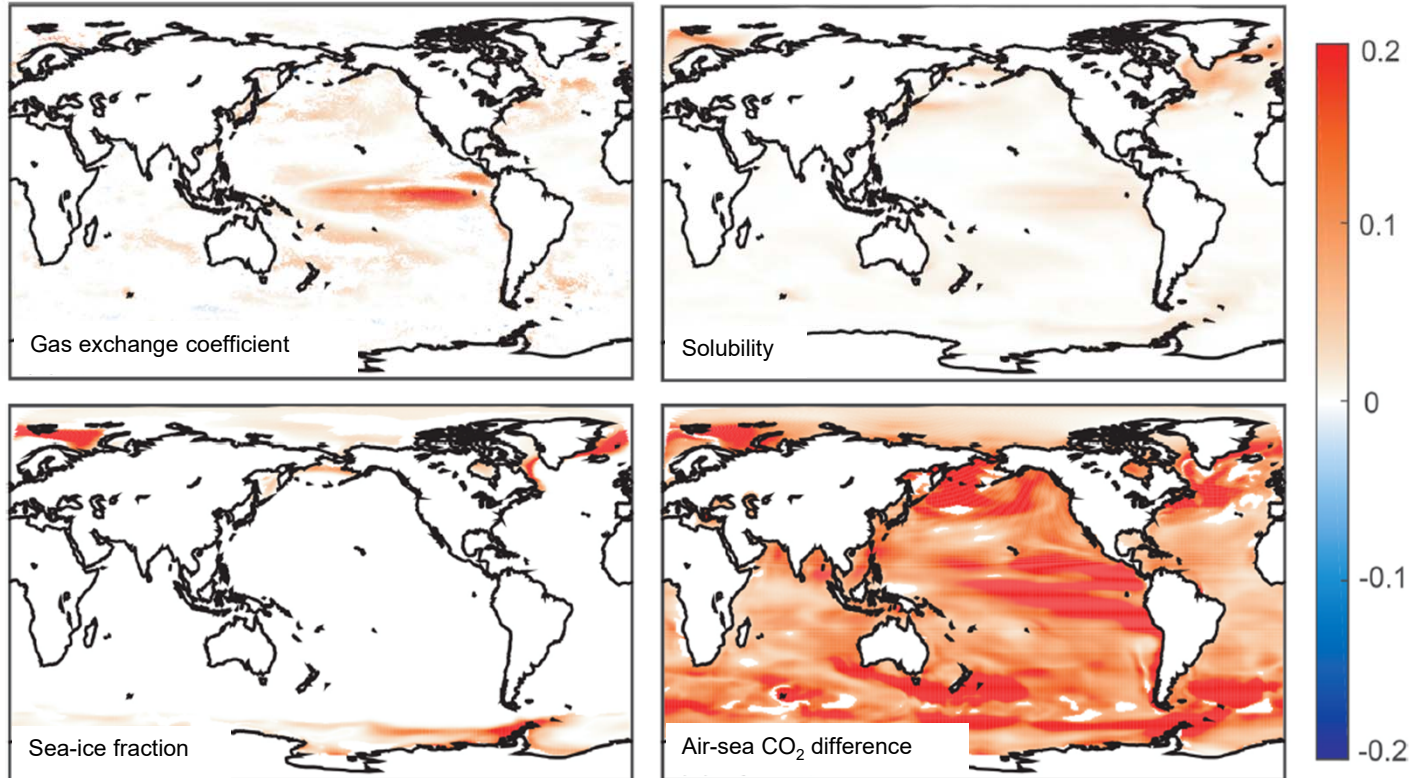 Gas exchange coefficient
Solubility
Sea-ice fraction
Air-sea CO₂ difference
0.2
0.1
0
-0.1
-0.2